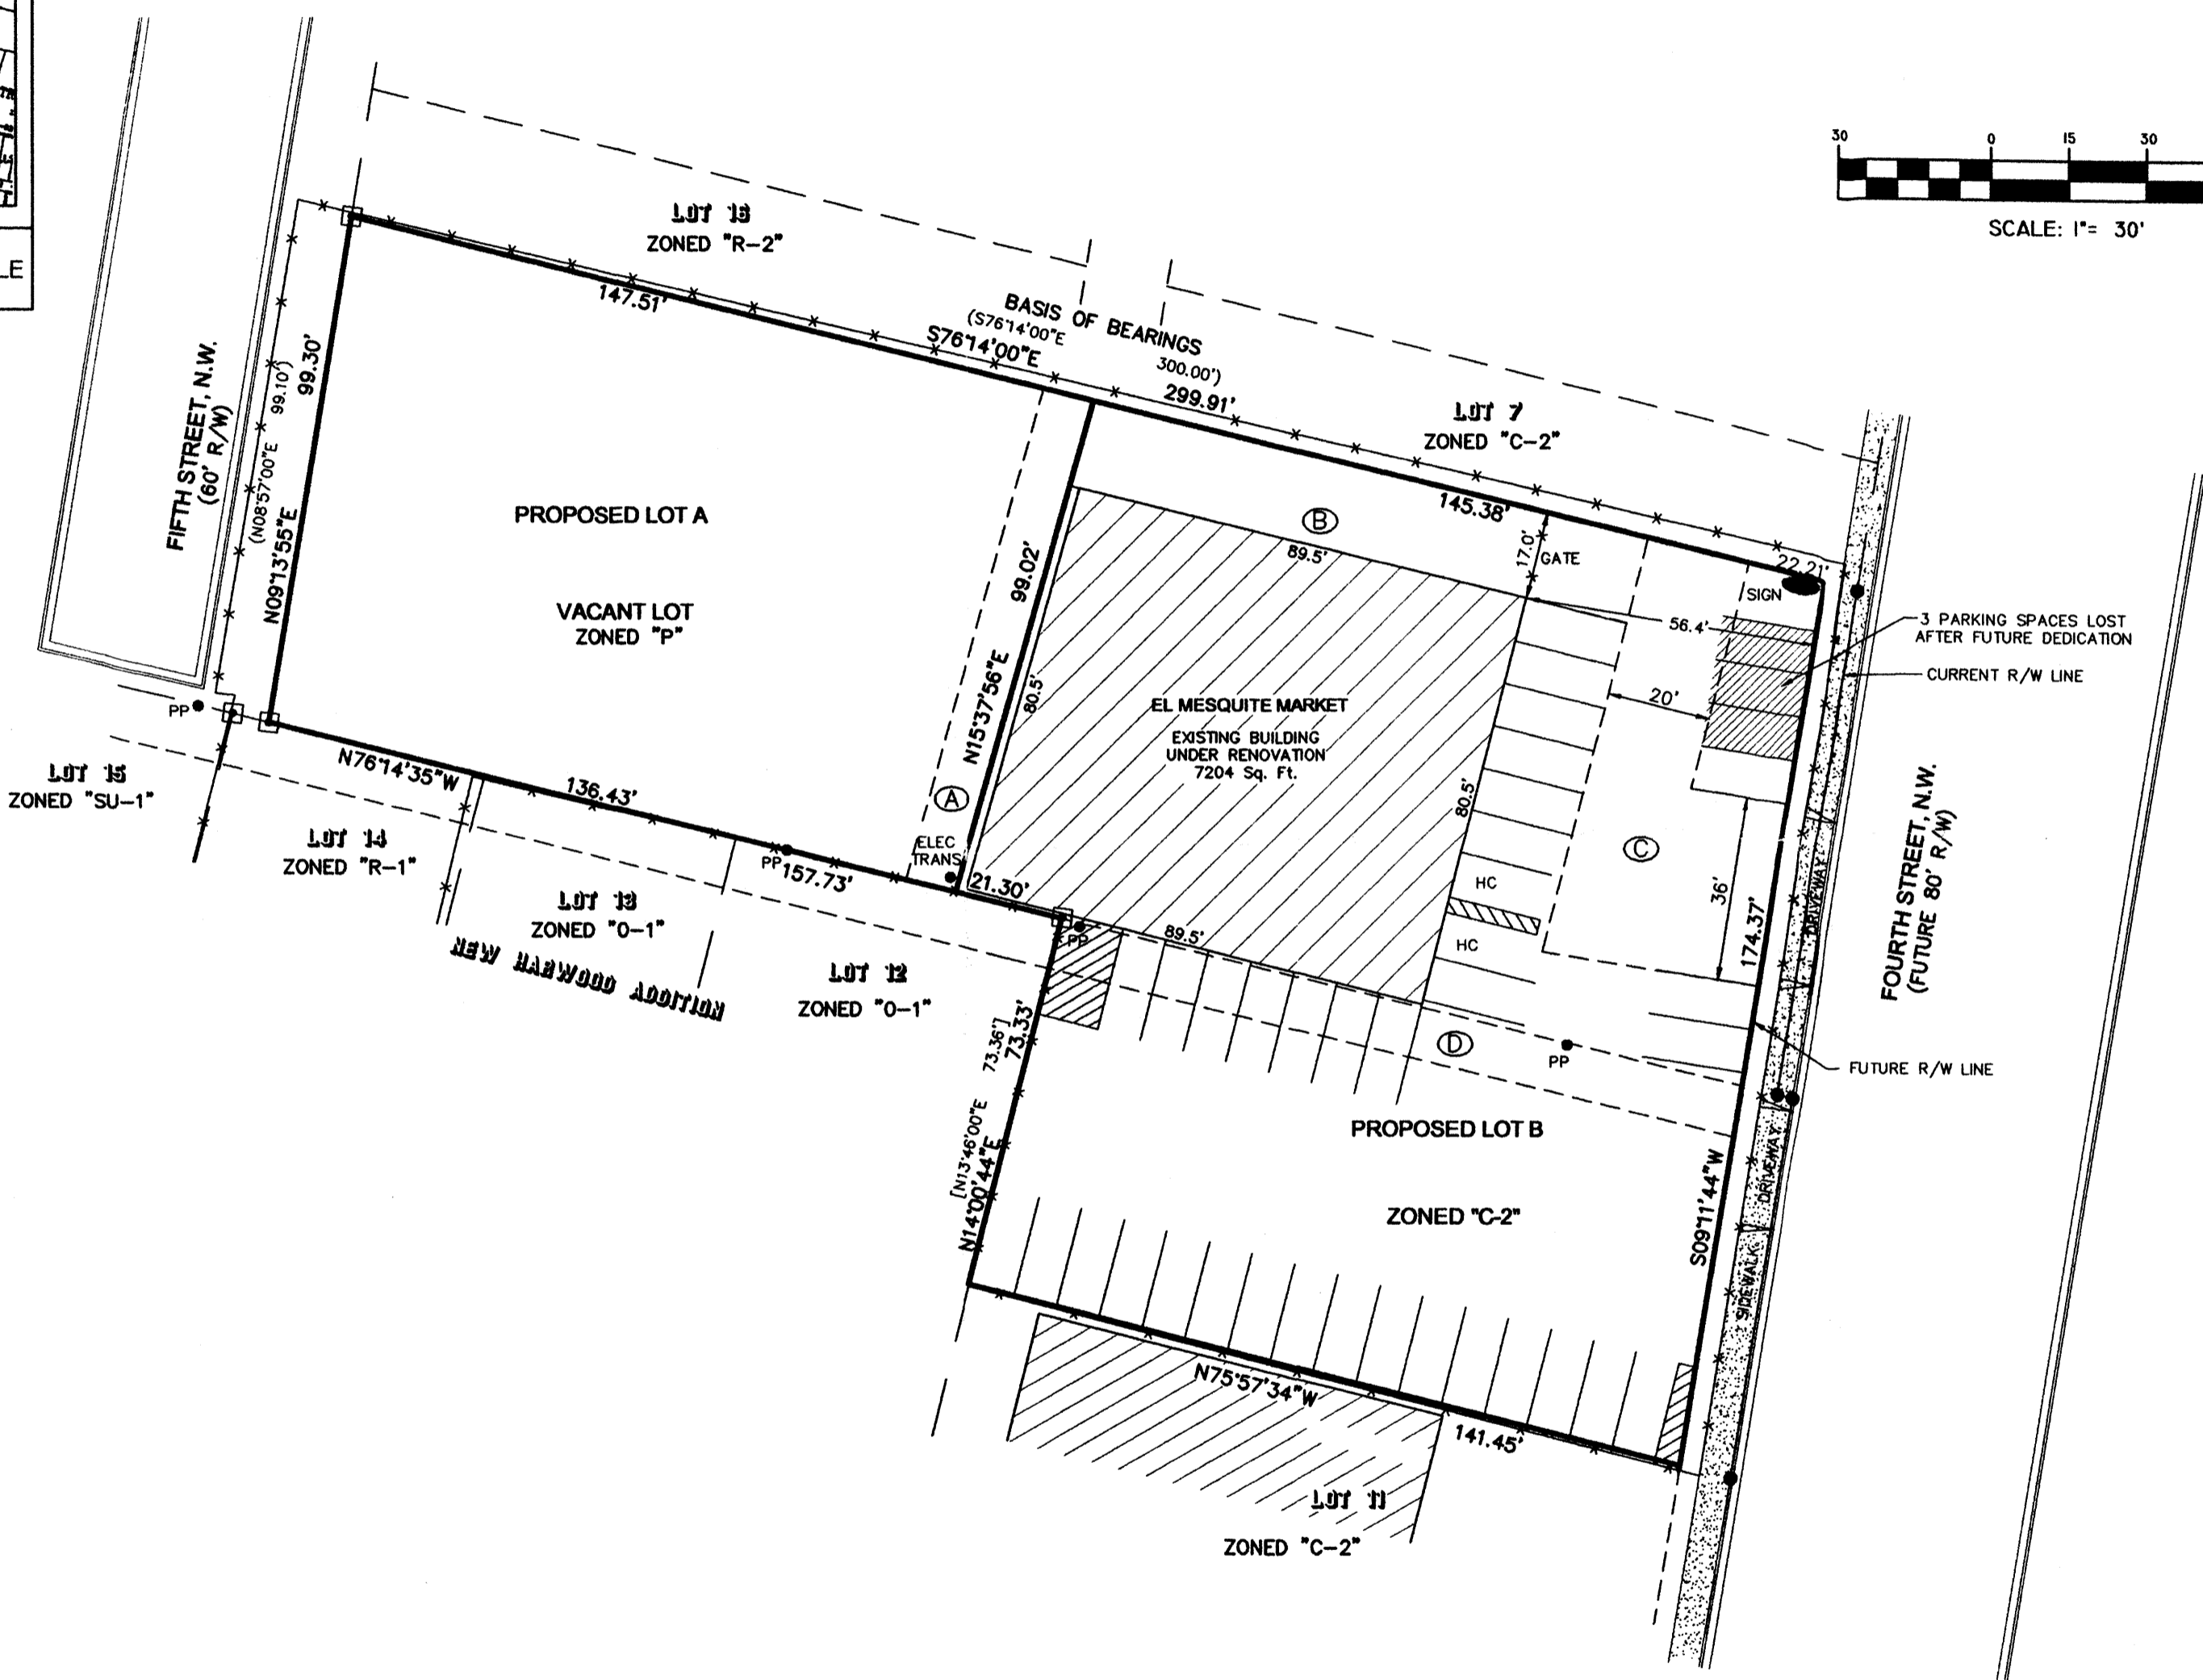 LE
30 0 15 30
SCALE: 1"= 30'
LOT 16
ZONED "R-2"
147.51'
BASIS OF BEARINGS
(S76°14'00"E 300.00')
S76°14'00"E 299.91'
LOT 7
ZONED "C-2"
FIFTH STREET, N.W.
(60' R/W)
(N08°57'00"E 99.10')
N09°13'55"E 99.30'
PROPOSED LOT A
VACANT LOT
ZONED "P"
N15°37'56"E 99.02'
B
145.38'
89.5'
17.0'
GATE
22.21'
SIGN
56.4'
20'
3 PARKING SPACES LOST
AFTER FUTURE DEDICATION
CURRENT R/W LINE
80.5'
EL MESQUITE MARKET
EXISTING BUILDING
UNDER RENOVATION
7204 Sq. Ft.
80.5'
C
36'
174.37'
DRIVEWAY
FOURTH STREET, N.W.
(FUTURE 80' R/W)
HC
HC
PP
LOT 15
ZONED "SU-1"
N76°14'35"W
136.43'
LOT 14
ZONED "R-1"
A
ELEC
TRANS
PP
157.73'
21.30'
PP
89.5'
LOT 13
ZONED "O-1"
NEW HARWOOD ADDITION
LOT 12
ZONED "O-1"
73.36']
73.33'
[N13°46'00"E
N14°00'44"E
D
PP
FUTURE R/W LINE
PROPOSED LOT B
ZONED "C-2"
S09°11'44"W
DRIVEWAY
SIDEWALK
N75°57'34"W
141.45'
LOT 11
ZONED "C-2"